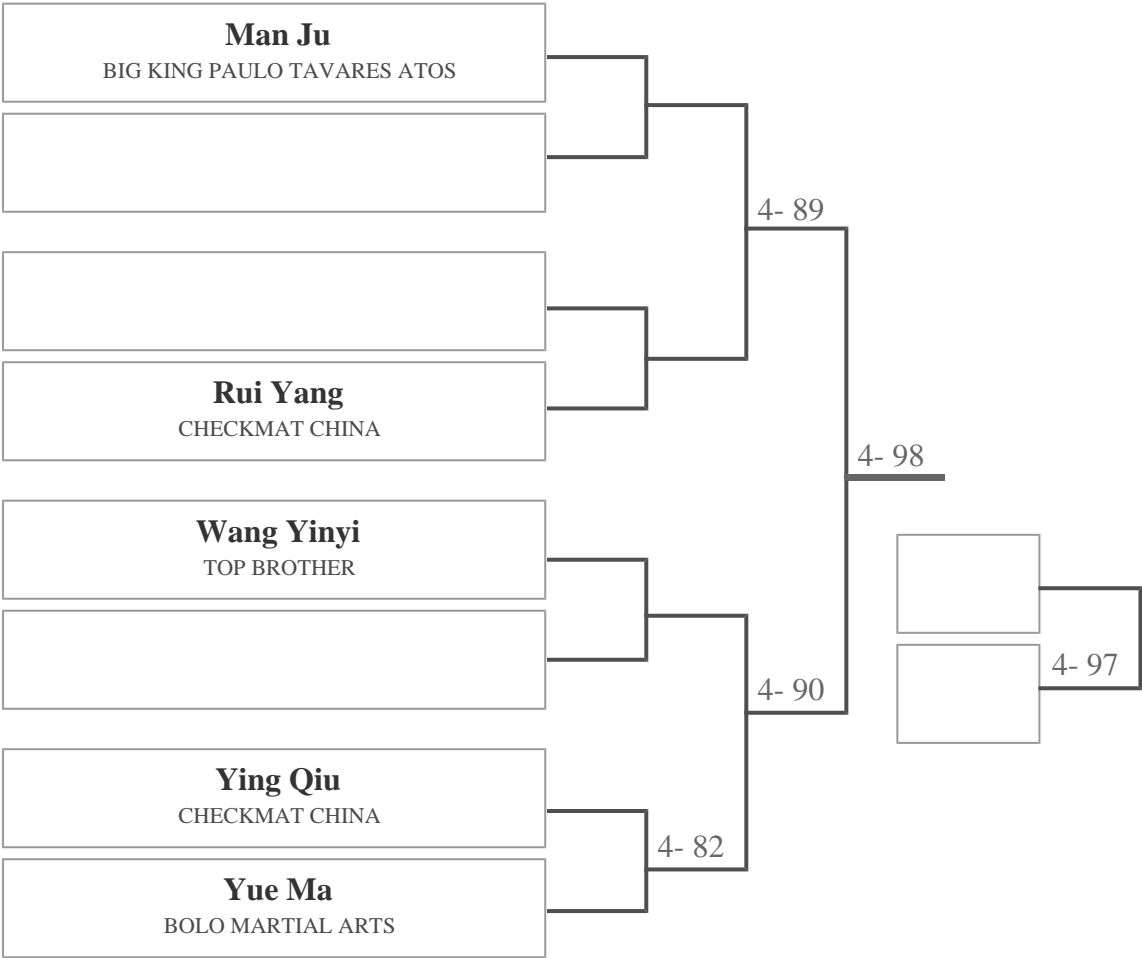 Man Ju
BIG KING PAULO TAVARES ATOS
4- 89
Rui Yang
CHECKMAT CHINA
4- 98
Wang Yinyi
TOP BROTHER
4- 97
4- 90
Ying Qiu
CHECKMAT CHINA
4- 82
Yue Ma
BOLO MARTIAL ARTS